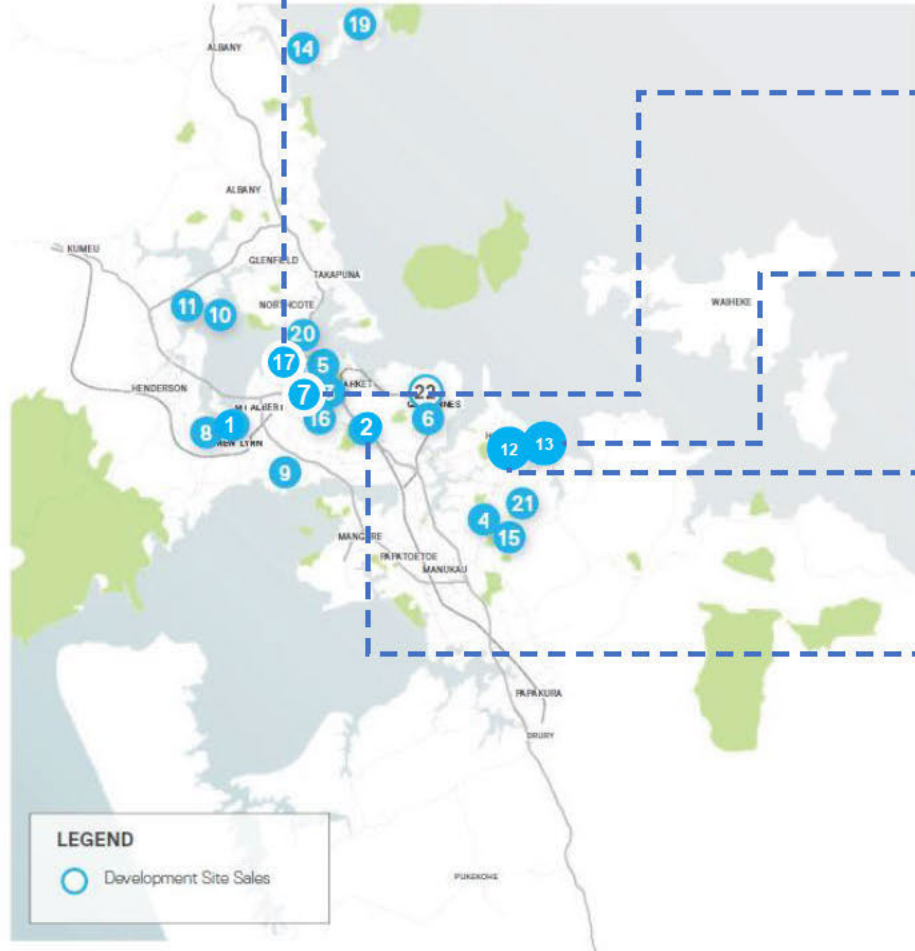 19
14
ALBANY
ALBANY
KUMEU
GLENFIELD
TAKAPUNA
WAIHEKE
11
10
NORTHCOTE
20
17
5
HENDERSON
7
22
MT ALBERT
16
6
8
1
2
12
13
9
21
4
15
MANGERE
PAPATOETOE
MANUKAU
PAPAKURA
DRURY
LEGEND
Development Site Sales
PUKEKOHE